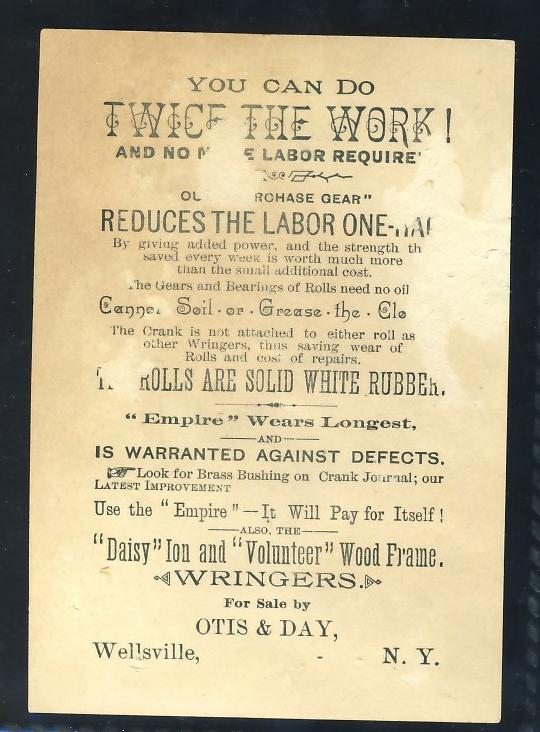 YOU CAN DO
TWICE THE WORK!
AND NO LABOR
"
REDUCES THE LABOR
By giving added power, and the strength
saved every week is worth much more
than the small additional cost.
The Gears and Bearings of Rolls need no oil
Cannot Soil or Grease the
The Crank is not attached to either roll as
other Wringers, thus saving wear of
Rolls and cost of repairs.
ROLLS ARE SOLID WHITE RUBBER.
"Empire" Wears Longest,
AND
IS WARRANTED AGAINST DEFECTS.
☞ Look for Brass Bushing on Crank Journal; our
LATEST IMPROVEMENT
Use the "Empire"—It Will Pay for Itself!
ALSO, THE
"Daisy" Ion and "Volunteer" Wood Frame.
WRINGERS.
For Sale by
OTIS & DAY,
Wellsville, - N. Y.